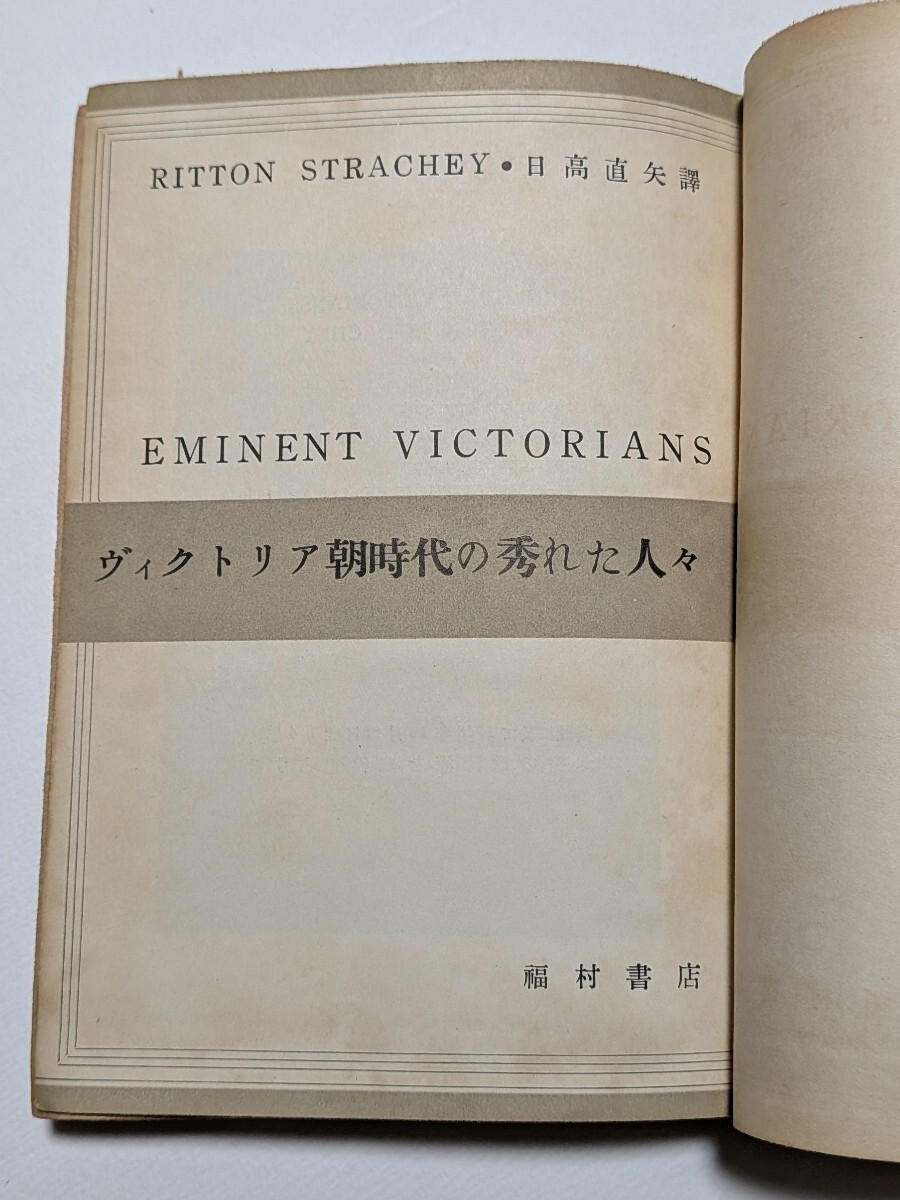 RITTON STRACHEY・日高直矢譯
EMINENT VICTORIANS
ヴィクトリア朝時代の秀れた人々
福村書店